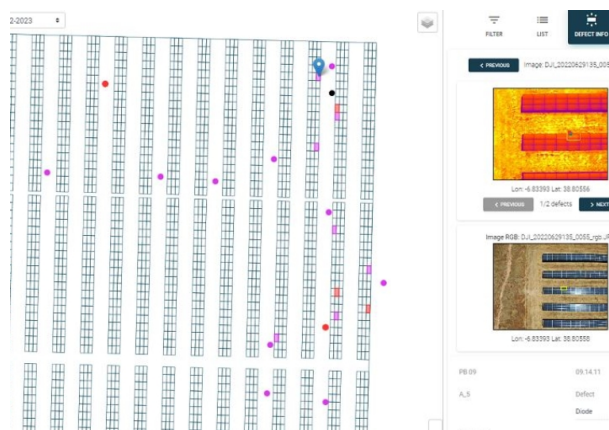 2-2023
FILTER
LIST
DEFECT INFO
< PREVIOUS
Image: DJI_20220629135_005
Lon: -6.83393 Lat: 38.80556
< PREVIOUS
1/2 defects
> NEXT
Image RGB: DJI_20220629135_0055_rgb.JP
Lon: -6.83393 Lat: 38.80558
PB.09
09.14.11
A_5
Defect
Diode